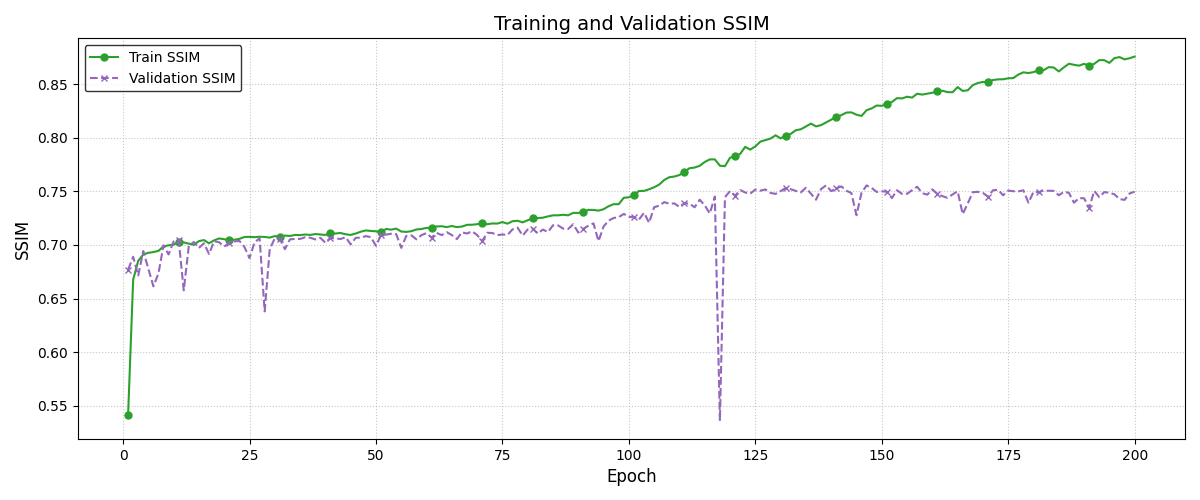 Training and Validation SSIM
Train SSIM
Validation SSIM
SSIM
0.85
0.80
0.75
0.70
0.65
0.60
0.55
0 25 50 75 100 125 150 175 200
Epoch